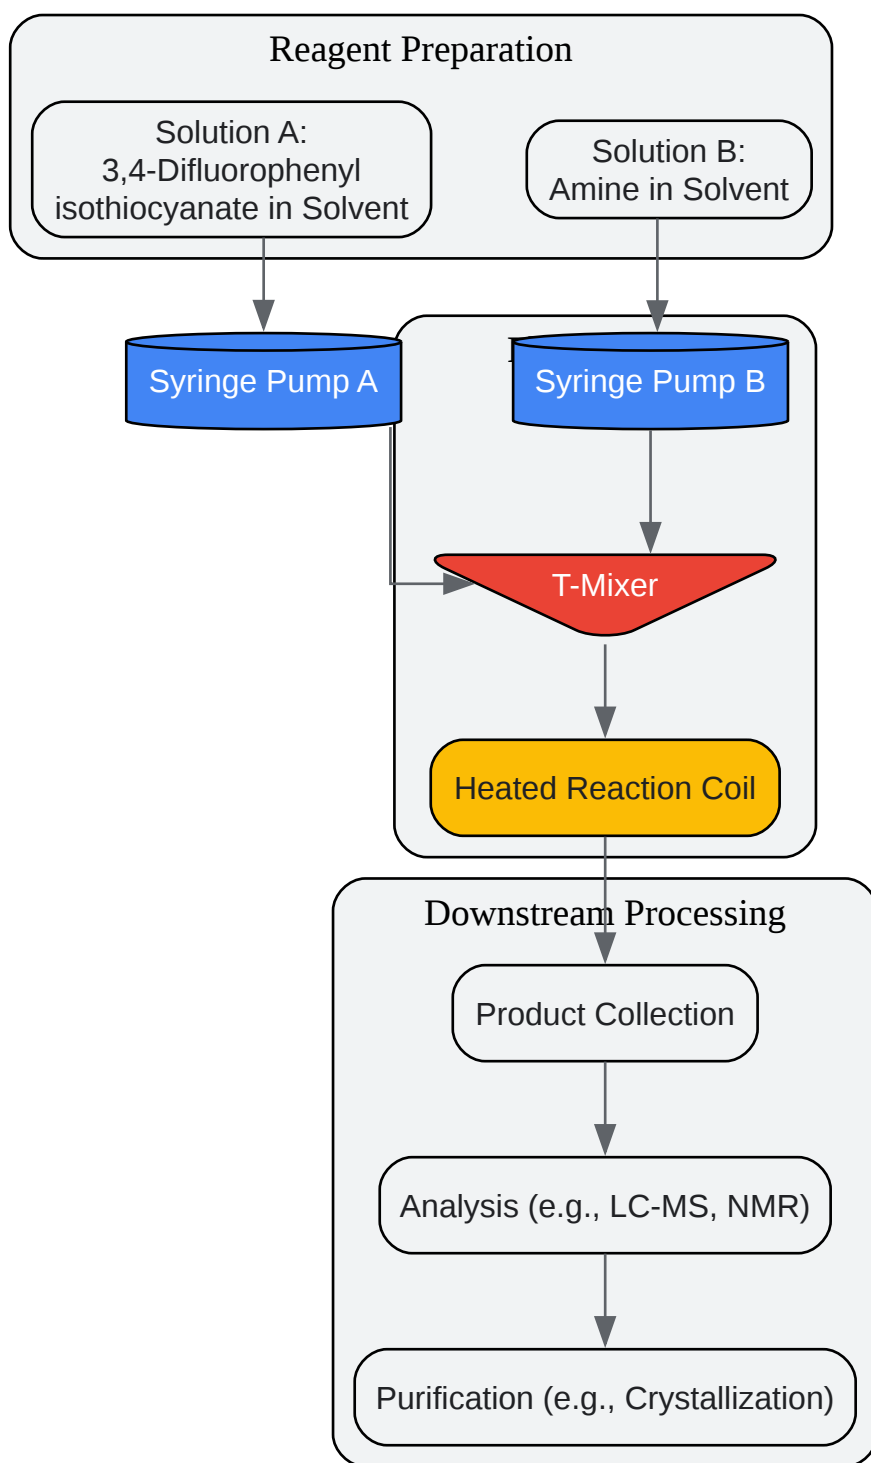 Reagent Preparation
Solution A:
3,4-Difluorophenyl
isothiocyanate in Solvent
Solution B:
Amine in Solvent
Syringe Pump A
Syringe Pump B
T-Mixer
Heated Reaction Coil
Downstream Processing
Product Collection
Analysis (e.g., LC-MS, NMR)
Purification (e.g., Crystallization)